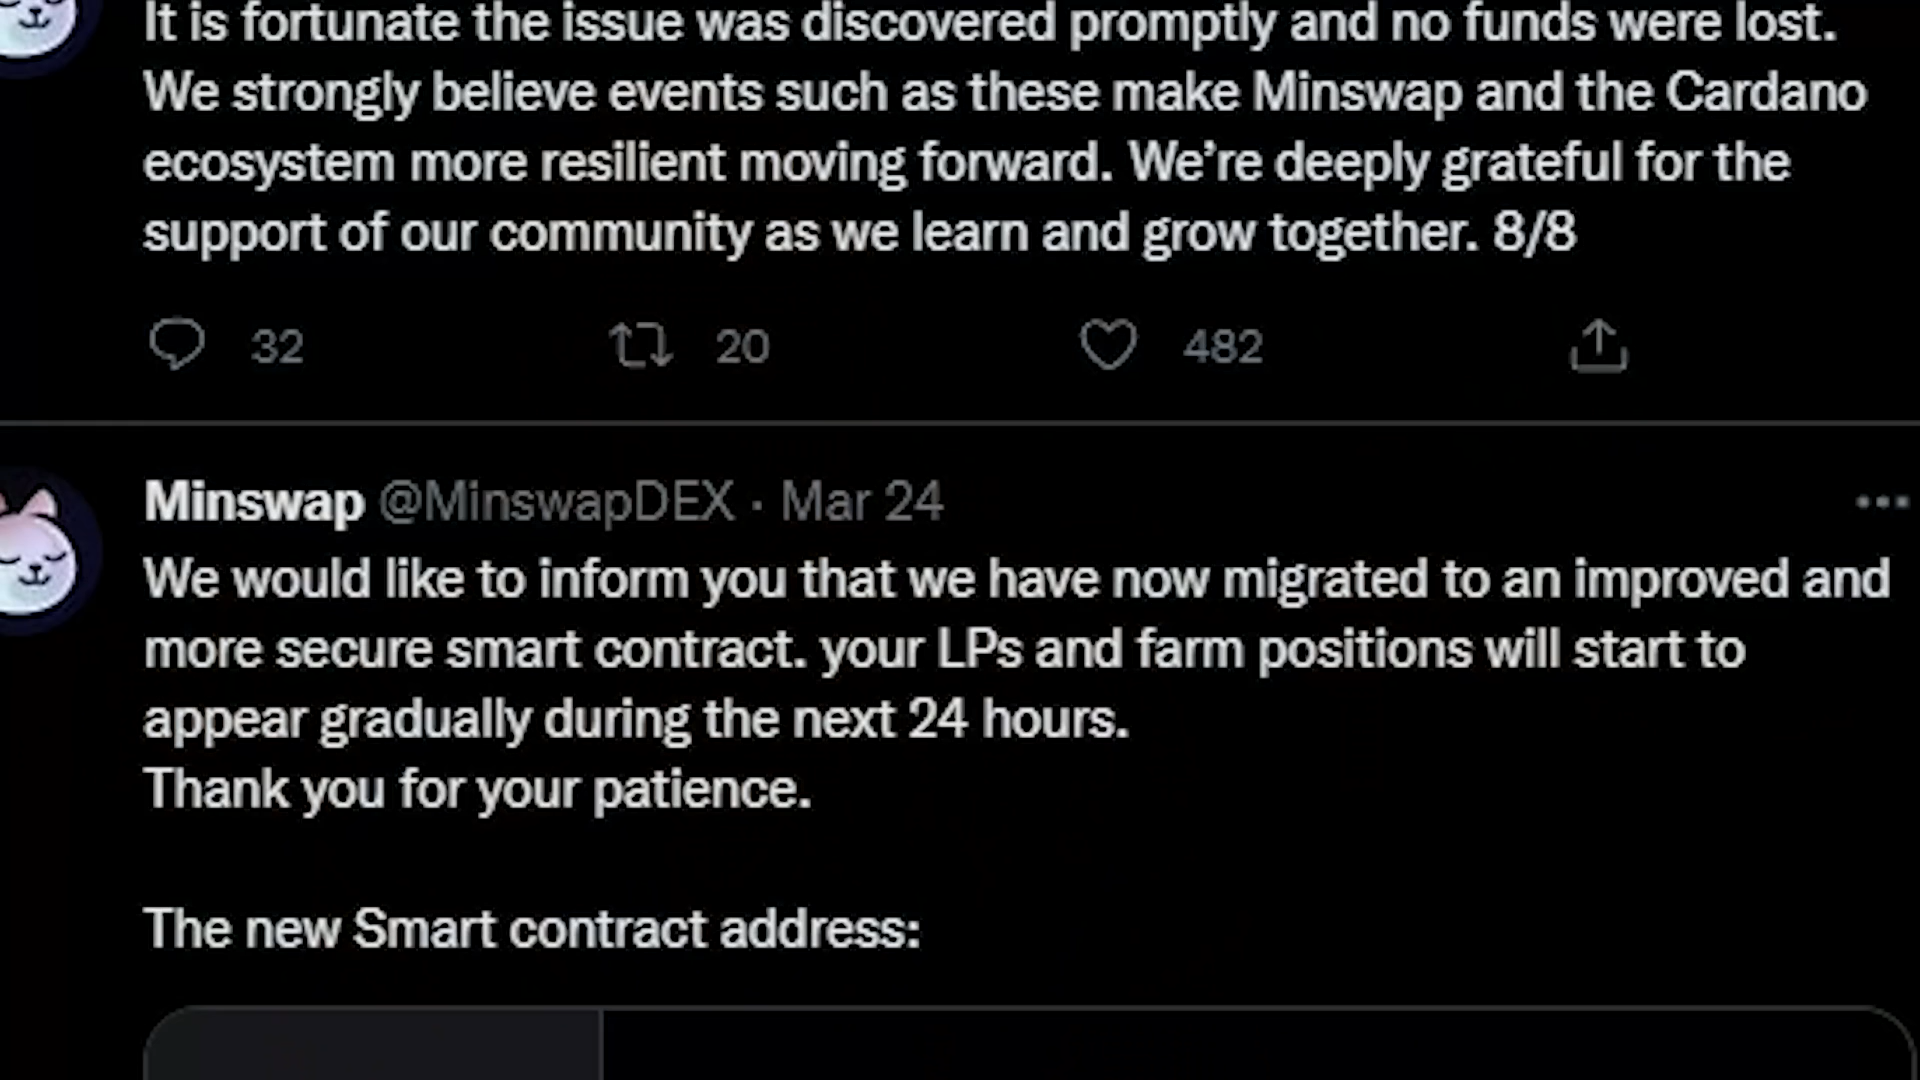 It is fortunate the issue was discovered promptly and no funds were lost.
We strongly believe events such as these make Minswap and the Cardano
ecosystem more resilient moving forward. We’re deeply grateful for the
support of our community as we learn and grow together. 8/8
32 20 482
Minswap @MinswapDEX · Mar 24
We would like to inform you that we have now migrated to an improved and
more secure smart contract. your LPs and farm positions will start to
appear gradually during the next 24 hours.
Thank you for your patience.
The new Smart contract address: